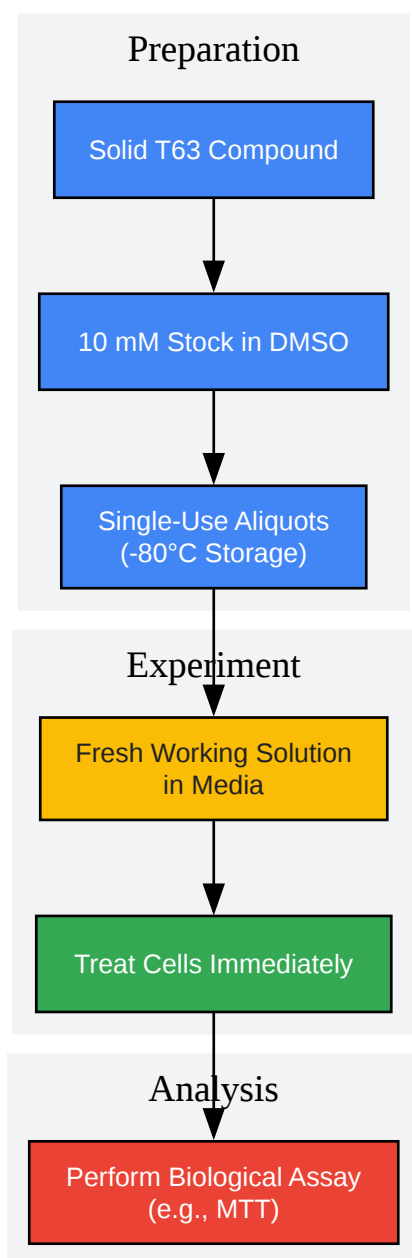 Preparation
Solid T63 Compound
10 mM Stock in DMSO
Single-Use Aliquots
(-80°C Storage)
Experiment
Fresh Working Solution
in Media
Treat Cells Immediately
Analysis
Perform Biological Assay
(e.g., MTT)